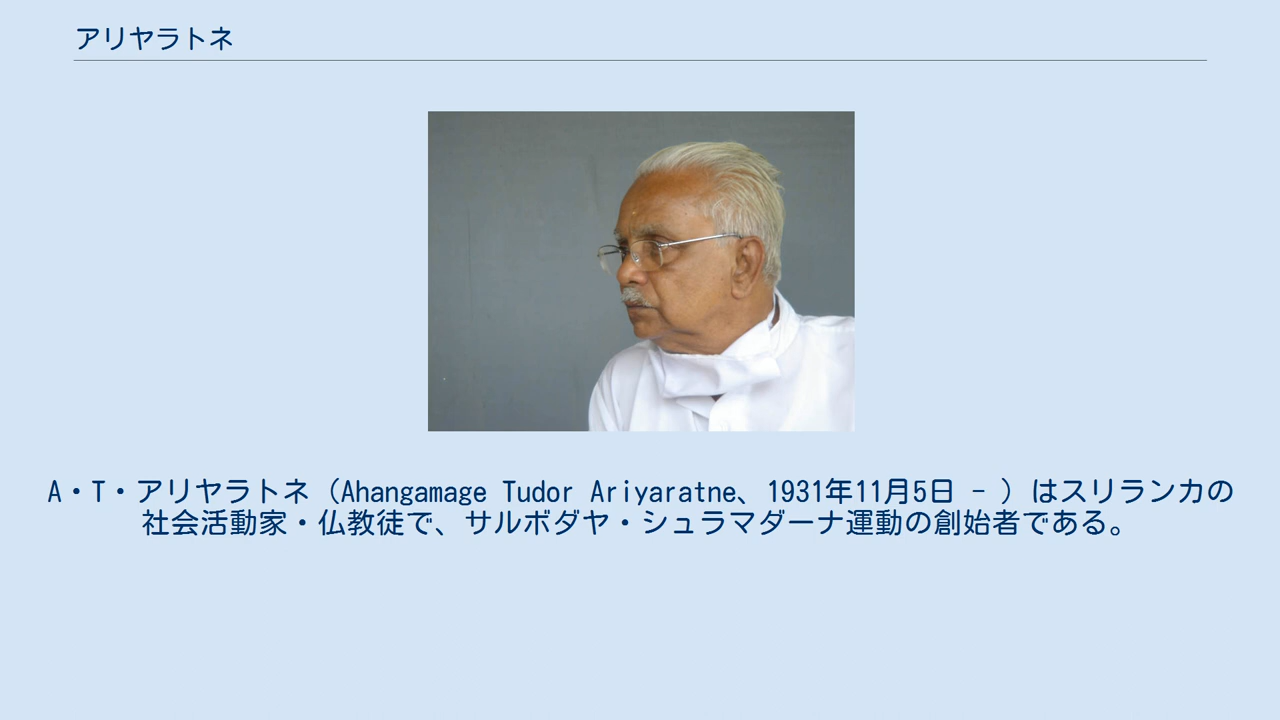 アリヤラトネ
A・T・アリヤラトネ（Ahangamage Tudor Ariyaratne、1931年11月5日 - ）はスリランカの
社会活動家・仏教徒で、サルボダヤ・シュラマダーナ運動の創始者である。